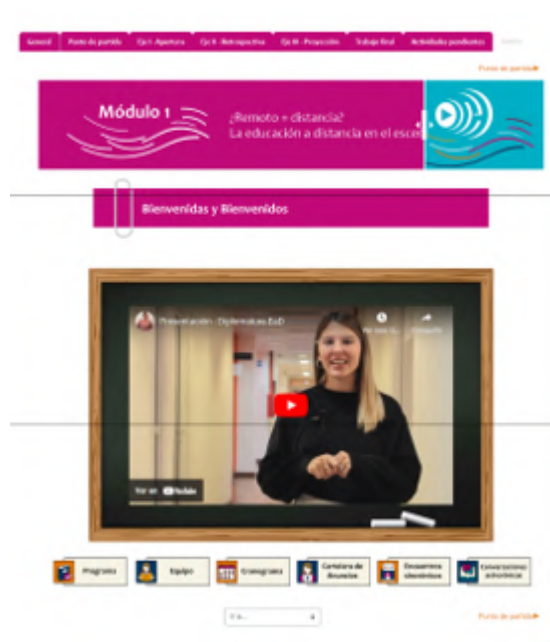 General
Punto de partida
Eje I - Apertura
Eje II - Retrospectiva
Eje III - Proyección
Trabajo final
Actividades pendientes
Punto de partida
Módulo 1
¿Remoto = distancia?
La educación a distancia en el esce
Bienvenidas y Bienvenidos
Presentación - Diplomatura EaD
Ver en YouTube
Programa
Equipo
Cronograma
Cartelera de
Anuncios
Encuentros
sincrónicos
Conversaciones
asincrónicas
Ir a...
Punto de partida